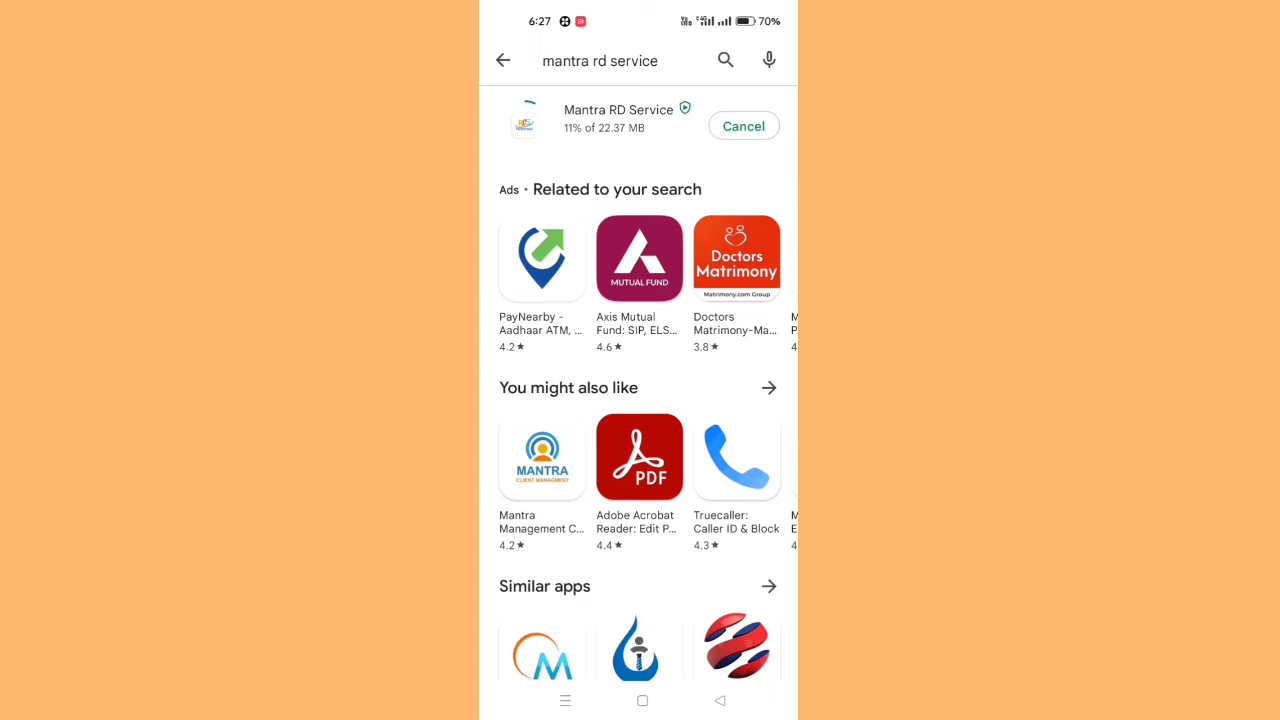 6:27
70%
mantra rd service
Mantra RD Service
11% of 22.37 MB
Cancel
Ads • Related to your search
MUTUAL FUND
Doctors
Matrimony
Matrimony.com Group
PayNearby -
Aadhaar ATM, ...
4.2★
Axis Mutual
Fund: SIP, ELS...
4.6★
Doctors
Matrimony-Ma...
3.8★
M
P
4
You might also like
MANTRA
CLIENT MANAGMENT
PDF
Mantra
Management C...
4.2★
Adobe Acrobat
Reader: Edit P...
4.4★
Truecaller:
Caller ID & Block
4.3★
M
E
4
Similar apps
M